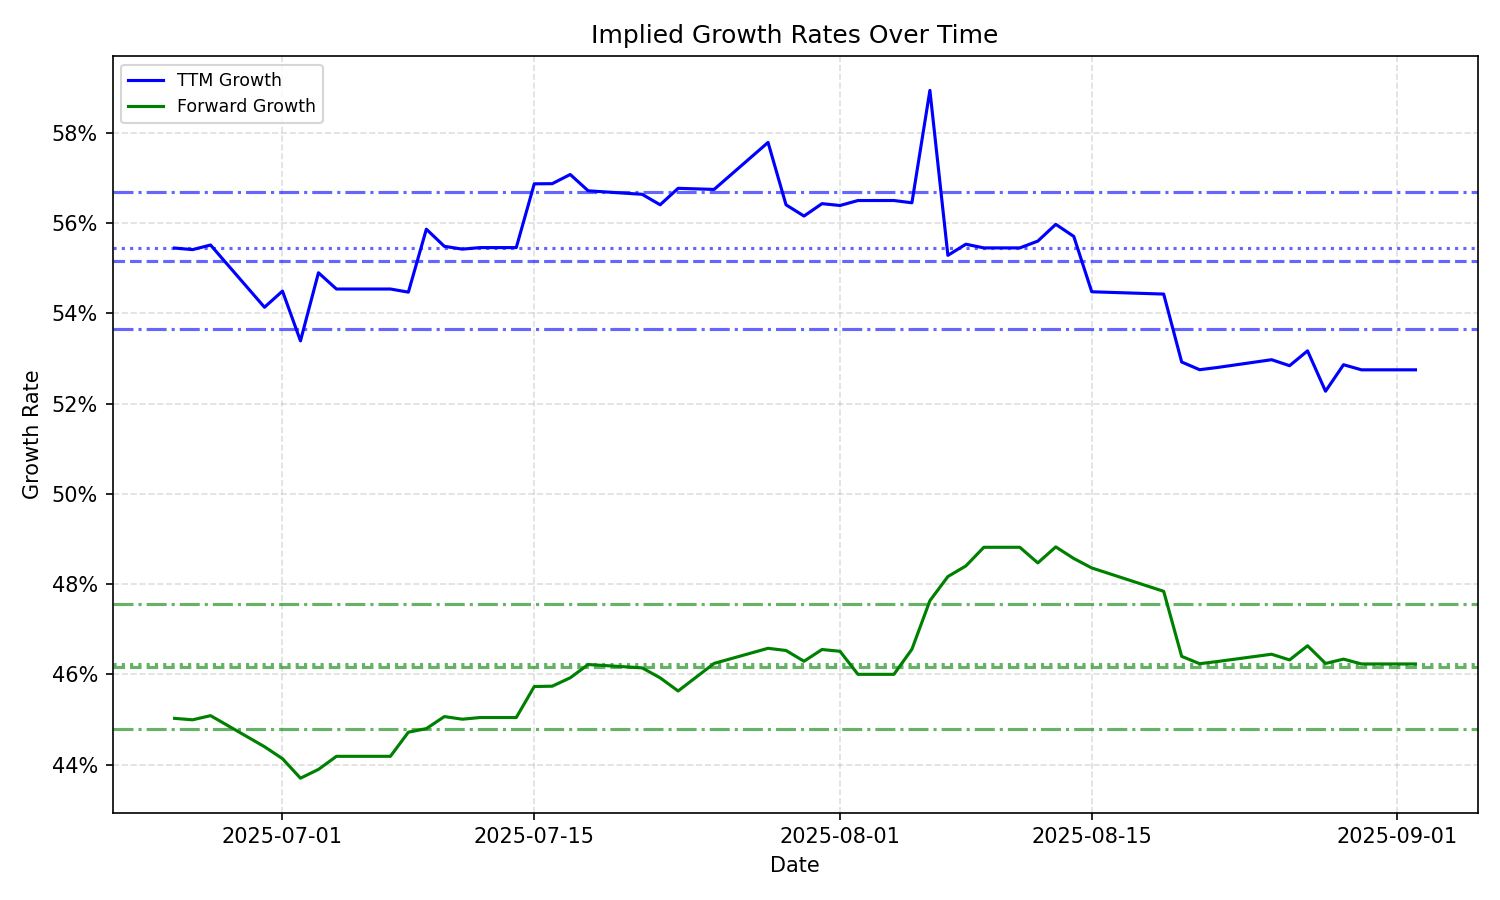 Implied Growth Rates Over Time
TTM Growth
Forward Growth
58%
56%
54%
52%
50%
48%
46%
44%
Growth Rate
2025-07-01
2025-07-15
2025-08-01
2025-08-15
2025-09-01
Date